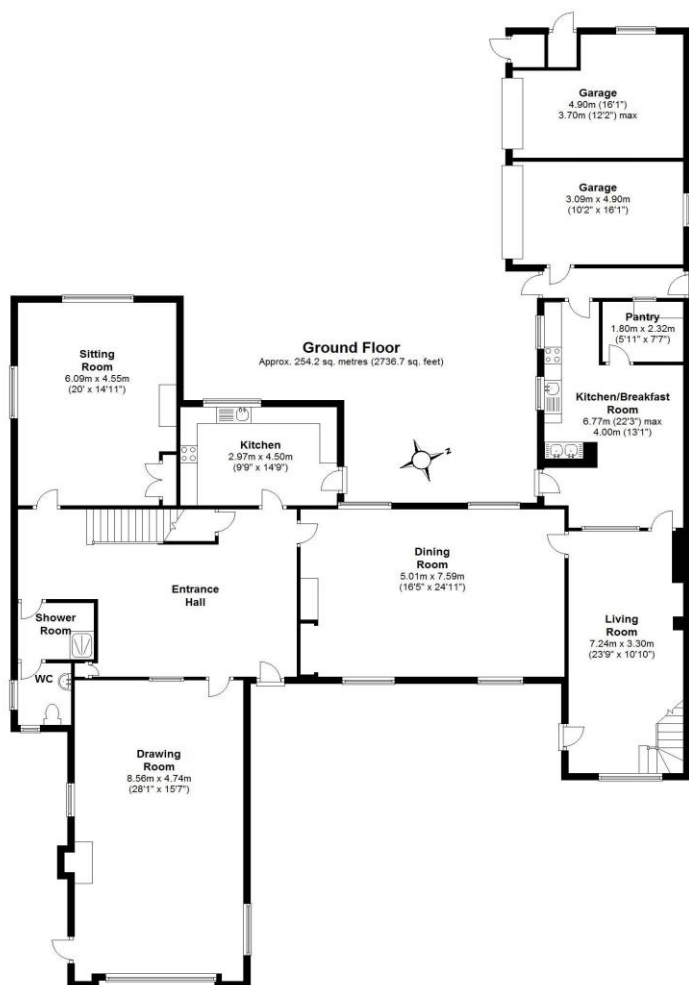 Garage
4.90m (16'1")
3.70m (12'2") max
Garage
3.09m x 4.90m
(10'2" x 16'1")
Pantry
1.80m x 2.32m
(5'11" x 7'7")
Ground Floor
Approx. 254.2 sq. metres (2736.7 sq. feet)
Sitting
Room
6.09m x 4.55m
(20' x 14'11")
Kitchen/Breakfast
Room
6.77m (22'3") max
4.00m (13'1")
Kitchen
2.97m x 4.50m
(9'9" x 14'9")
N
Dining
Room
5.01m x 7.59m
(16'5" x 24'11")
Entrance
Hall
Shower
Room
Living
Room
7.24m x 3.30m
(23'9" x 10'10")
WC
Drawing
Room
8.56m x 4.74m
(28'1" x 15'7")